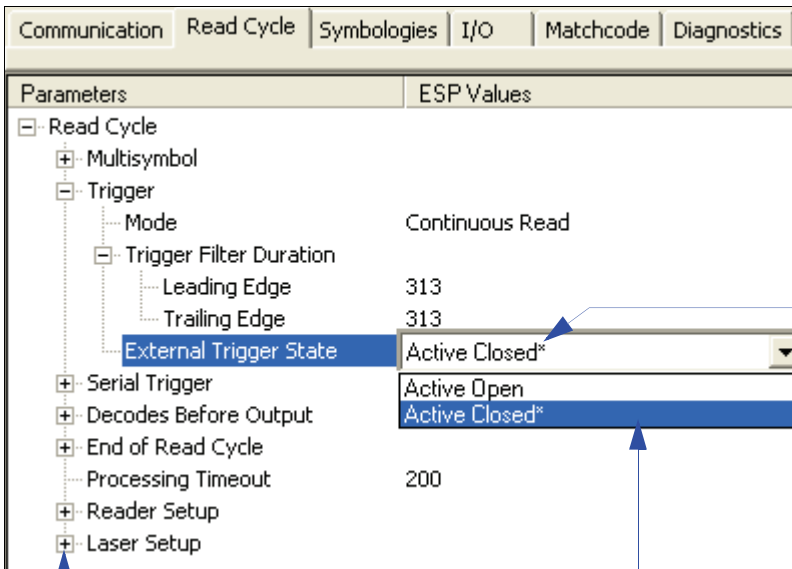 Communication Read Cycle Symbologies I/O Matchcode Diagnostics
Parameters ESP Values
Read Cycle
Multisymbol
Trigger
Mode Continuous Read
Trigger Filter Duration
Leading Edge 313
Trailing Edge 313
External Trigger State Active Closed*
Active Open
Serial Trigger
Active Closed*
Decodes Before Output
End of Read Cycle
Processing Timeout 200
Reader Setup
Laser Setup